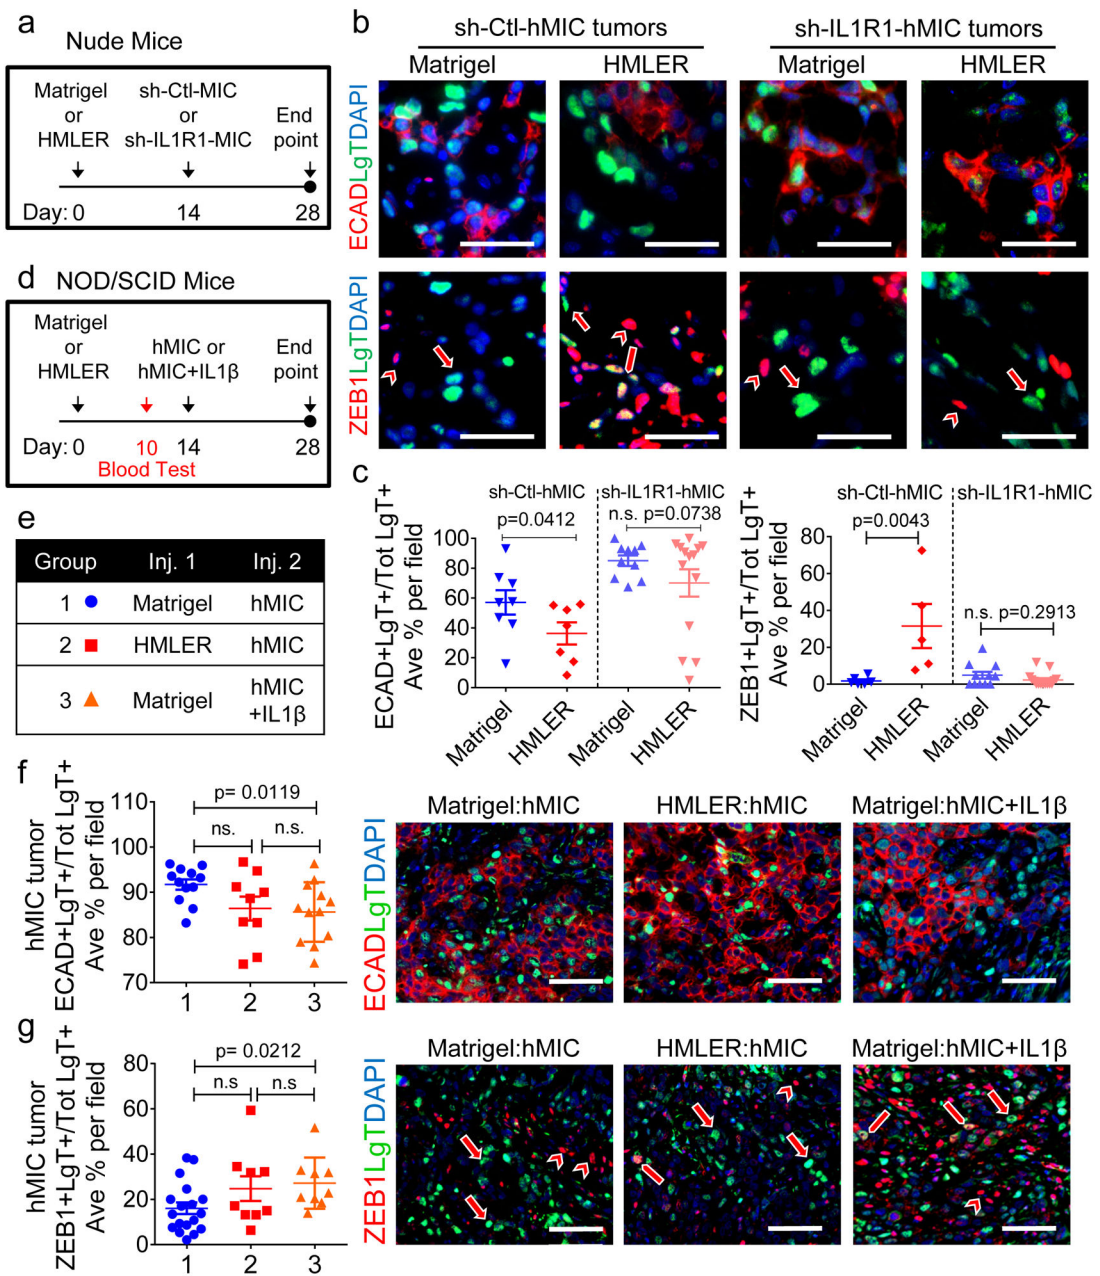 a
Nude Mice
Matrigel or HMLER
sh-Ctl-MIC or sh-IL1R1-MIC
End point
Day: 0 14 28
b
sh-Ctl-hMIC tumors
sh-IL1R1-hMIC tumors
Matrigel HMLER Matrigel HMLER
ECADLgTDAPI
ZEB1LgTDAPI
d
NOD/SCID Mice
Matrigel or HMLER
hMIC or hMIC+IL1β
End point
Day: 0 10 14 28
Blood Test
c
ECAD+LgT+/Tot LgT+
Ave % per field
sh-Ctl-hMIC sh-IL1R1-hMIC
p=0.0412
n.s. p=0.0738
100
80
60
40
20
0
Matrigel HMLER Matrigel HMLER
ZEB1+LgT+/Tot LgT+
Ave % per field
sh-Ctl-hMIC sh-IL1R1-hMIC
p=0.0043
n.s. p=0.2913
80
60
40
20
0
Matrigel HMLER Matrigel HMLER
e
Group Inj. 1 Inj. 2
1 Matrigel hMIC
2 HMLER hMIC
3 Matrigel hMIC +IL1β
f
hMIC tumor
ECAD+LgT+/Tot LgT+
Ave % per field
p= 0.0119
ns. n.s.
110
100
90
80
70
1 2 3
Matrigel:hMIC HMLER:hMIC Matrigel:hMIC+IL1β
ECADLgTDAPI
g
hMIC tumor
ZEB1+LgT+/Tot LgT+
Ave % per field
p= 0.0212
n.s n.s
80
60
40
20
0
1 2 3
Matrigel:hMIC HMLER:hMIC Matrigel:hMIC+IL1β
ZEB1LgTDAPI